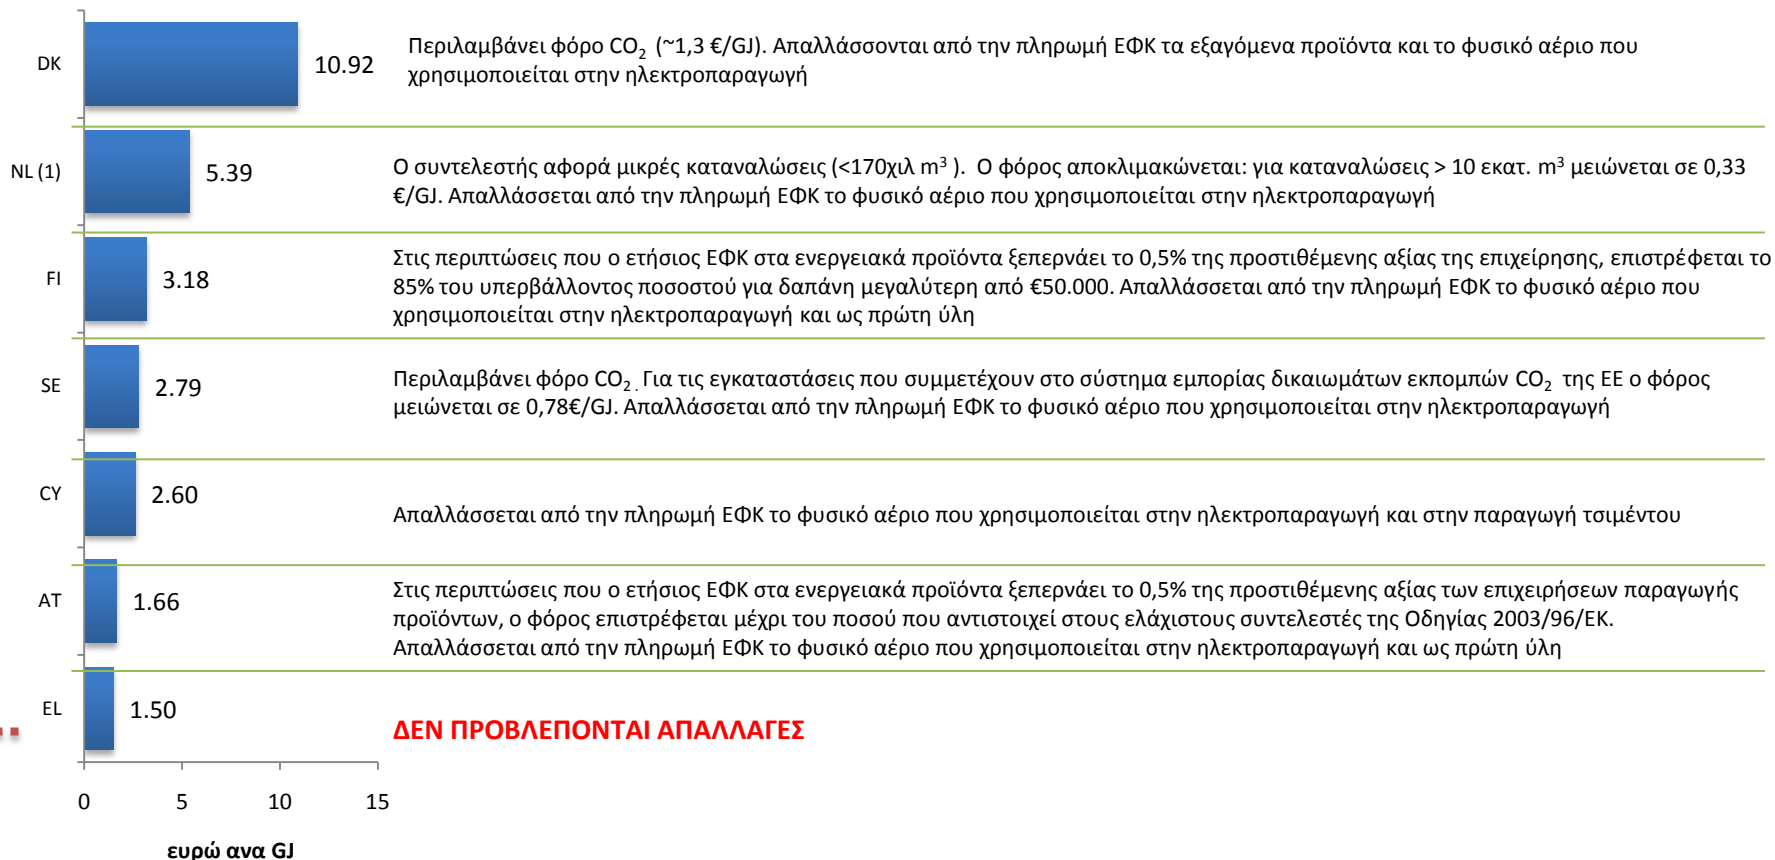 DK
10.92
Περιλαμβάνει φόρο CO2 (~1,3 €/GJ). Απαλλάσσονται από την πληρωμή ΕΦΚ τα εξαγόμενα προϊόντα και το φυσικό αέριο που
χρησιμοποιείται στην ηλεκτροπαραγωγή
NL (1)
5.39
Ο συντελεστής αφορά μικρές καταναλώσεις (<170χιλ m³ ). Ο φόρος αποκλιμακώνεται: για καταναλώσεις > 10 εκατ. m³ μειώνεται σε 0,33
€/GJ. Απαλλάσσεται από την πληρωμή ΕΦΚ το φυσικό αέριο που χρησιμοποιείται στην ηλεκτροπαραγωγή
FI
3.18
Στις περιπτώσεις που ο ετήσιος ΕΦΚ στα ενεργειακά προϊόντα ξεπερνάει το 0,5% της προστιθέμενης αξίας της επιχείρησης, επιστρέφεται το
85% του υπερβάλλοντος ποσοστού για δαπάνη μεγαλύτερη από €50.000. Απαλλάσσεται από την πληρωμή ΕΦΚ το φυσικό αέριο που
χρησιμοποιείται στην ηλεκτροπαραγωγή και ως πρώτη ύλη
SE
2.79
Περιλαμβάνει φόρο CO2 . Για τις εγκαταστάσεις που συμμετέχουν στο σύστημα εμπορίας δικαιωμάτων εκπομπών CO2 της ΕΕ ο φόρος
μειώνεται σε 0,78€/GJ. Απαλλάσσεται από την πληρωμή ΕΦΚ το φυσικό αέριο που χρησιμοποιείται στην ηλεκτροπαραγωγή
CY
2.60
Απαλλάσσεται από την πληρωμή ΕΦΚ το φυσικό αέριο που χρησιμοποιείται στην ηλεκτροπαραγωγή και στην παραγωγή τσιμέντου
AT
1.66
Στις περιπτώσεις που ο ετήσιος ΕΦΚ στα ενεργειακά προϊόντα ξεπερνάει το 0,5% της προστιθέμενης αξίας των επιχειρήσεων παραγωγής
προϊόντων, ο φόρος επιστρέφεται μέχρι του ποσού που αντιστοιχεί στους ελάχιστους συντελεστές της Οδηγίας 2003/96/ΕΚ.
Απαλλάσσεται από την πληρωμή ΕΦΚ το φυσικό αέριο που χρησιμοποιείται στην ηλεκτροπαραγωγή και ως πρώτη ύλη
EL
1.50
ΔΕΝ ΠΡΟΒΛΕΠΟΝΤΑΙ ΑΠΑΛΛΑΓΕΣ
0 5 10 15
ευρώ ανα GJ